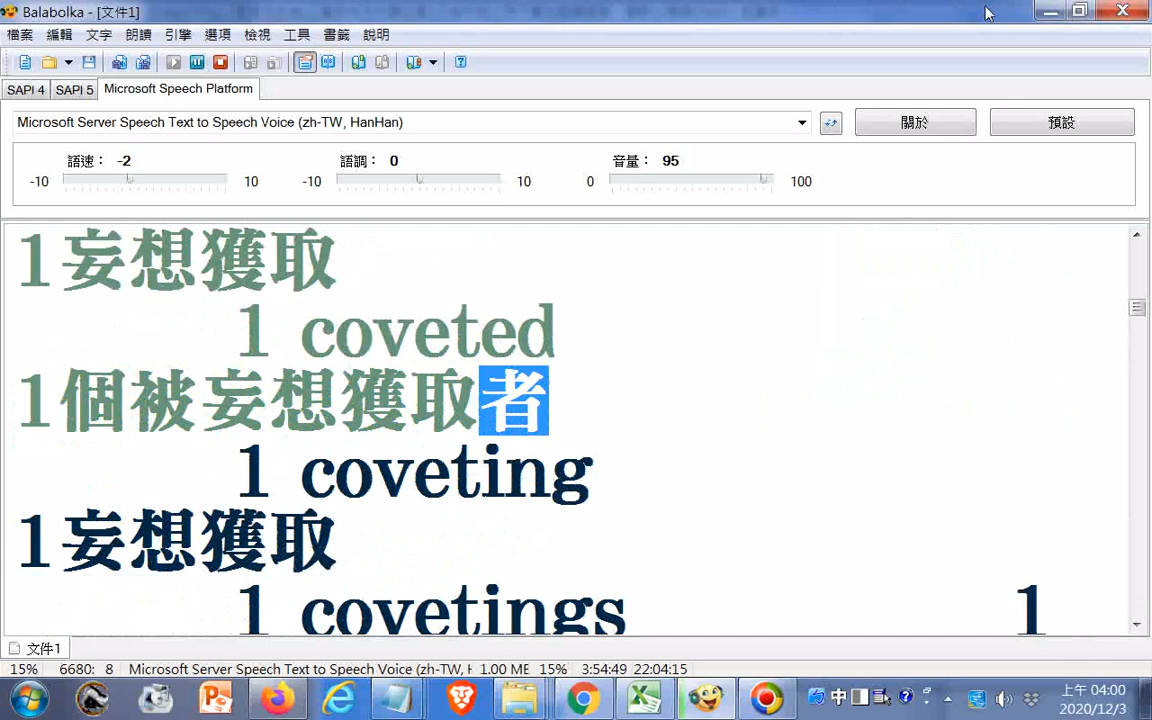 Balabolka - [文件1]
檔案 編輯 文字 朗讀 引擎 選項 檢視 工具 書籤 說明
SAPI 4 SAPI 5 Microsoft Speech Platform
Microsoft Server Speech Text to Speech Voice (zh-TW, HanHan) 關於 預設
語速： -2 語調： 0 音量： 95
-10 10 -10 10 0 100
1妄想獲取
1 coveted
1個被妄想獲取者
1 coveting
1妄想獲取
1 covetings 1
文件1
15% 6680: 8 Microsoft Server Speech Text to Speech Voice (zh-TW, H 1.00 ME 15% 3:54:49 22:04:15
中 上午 04:00
2020/12/3